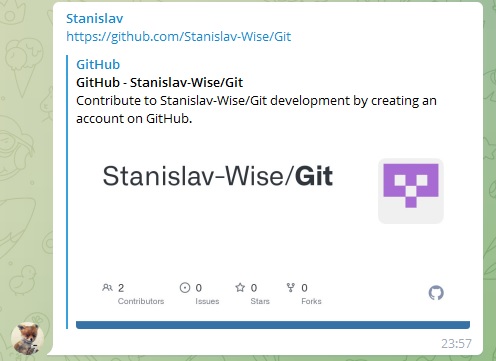 Stanislav
https://github.com/Stanislav-Wise/Git
GitHub
GitHub - Stanislav-Wise/Git
Contribute to Stanislav-Wise/Git development by creating an
account on GitHub.
Stanislav-Wise/Git
2 0 0 0
Contributors Issues Stars Forks
23:57